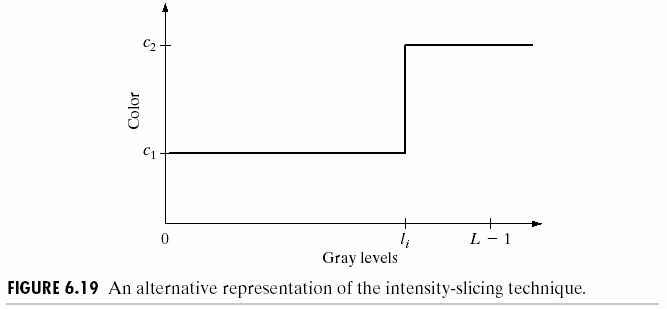 c₂
Color
c₁
0
lᵢ
L − 1
Gray levels
FIGURE 6.19 An alternative representation of the intensity-slicing technique.